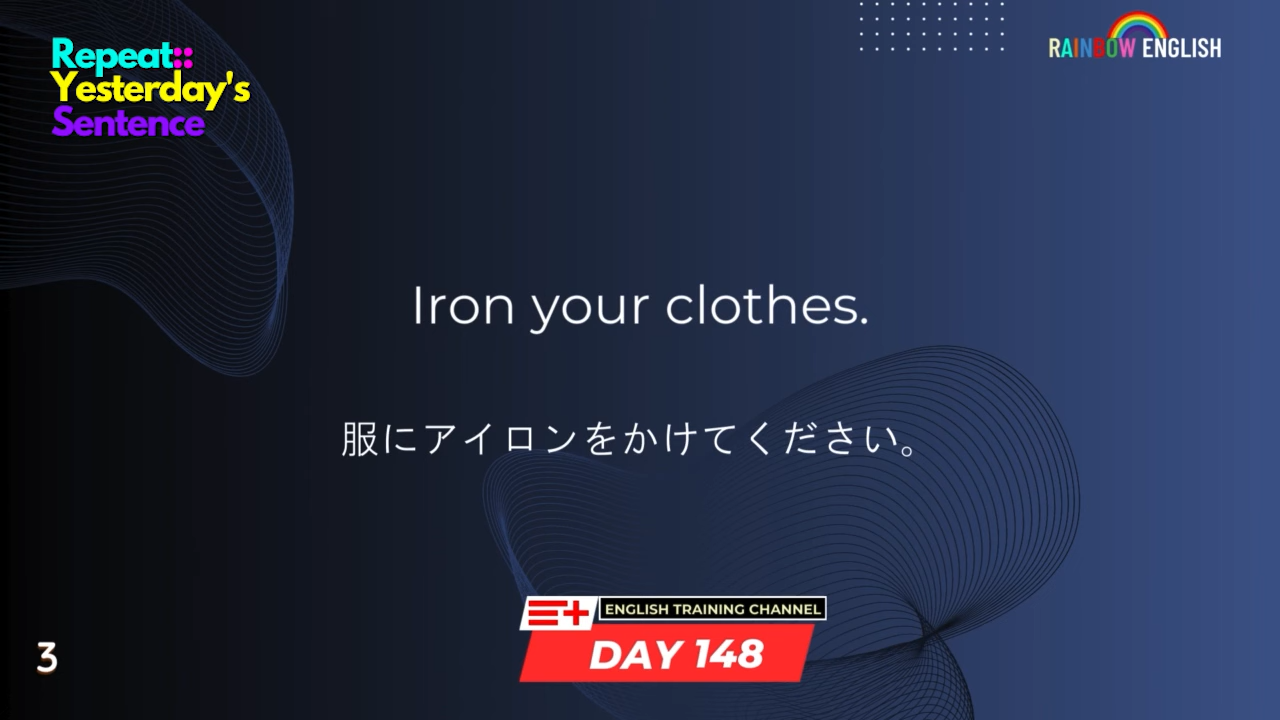 Repeat::
Yesterday's
Sentence
RAINBOW ENGLISH
Iron your clothes.
服にアイロンをかけてください。
ENGLISH TRAINING CHANNEL
DAY 148
3